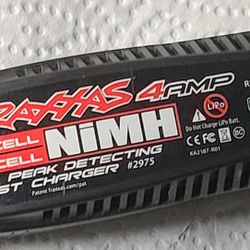 TRAXXAS 4AMP
CELL
CELL
NiMH
LiPo
Do Not Charge LiPo Batt.
PEAK DETECTING
ST CHARGER #2975
KA2187-R01
Patent Traxxas.com/pat